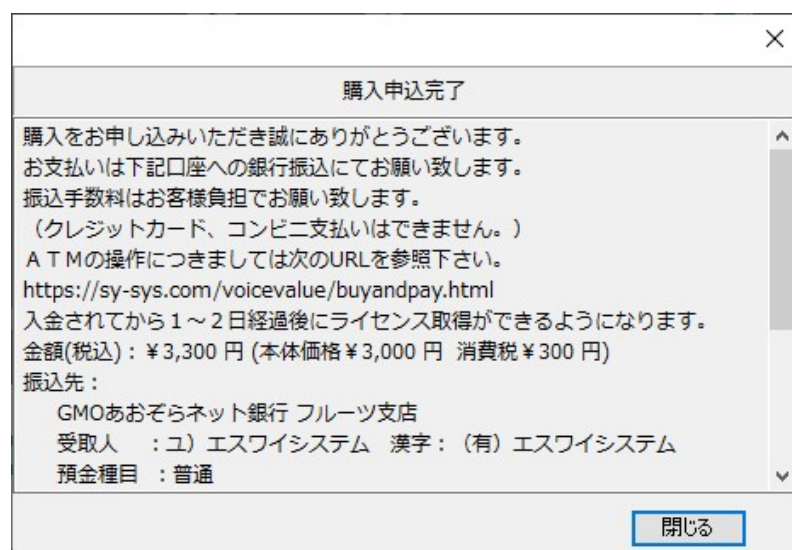 購入申込完了
購入をお申し込みいただき誠にありがとうございます。
お支払いは下記口座への銀行振込にてお願い致します。
振込手数料はお客様負担でお願い致します。
（クレジットカード、コンビニ支払いはできません。）
ＡＴＭの操作につきましては次のURLを参照下さい。
https://sy-sys.com/voicevalue/buyandpay.html
入金されてから１～２日経過後にライセンス取得ができるようになります。
金額(税込)：￥3,300 円 (本体価格￥3,000 円 消費税￥300 円)
振込先：
GMOあおぞらネット銀行 フルーツ支店
受取人 ：ユ）エスワイシステム 漢字：（有）エスワイシステム
預金種目 ：普通
閉じる